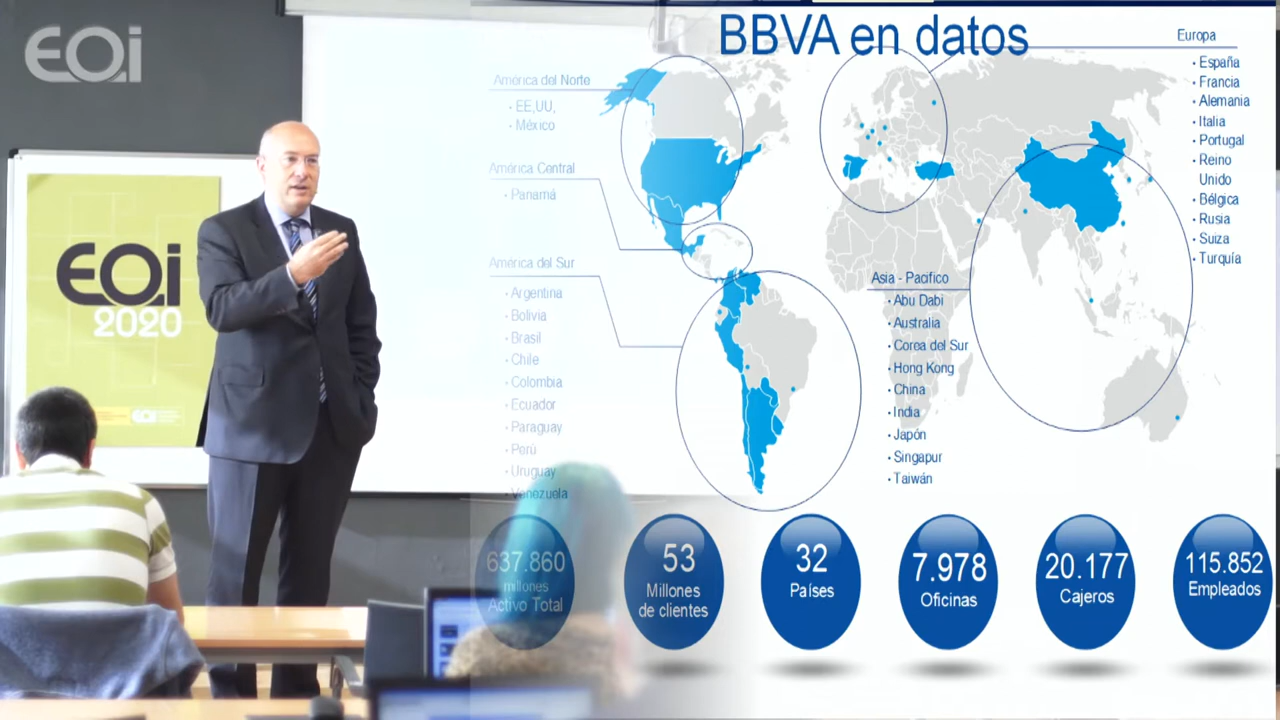 EOi
BBVA en datos
Europa
• España
• Francia
• Alemania
• Italia
• Portugal
• Reino
Unido
• Bélgica
• Rusia
• Suiza
• Turquía
América del Norte
• EE,UU,
• México
América Central
• Panamá
América del Sur
• Argentina
• Bolivia
• Brasil
• Chile
• Colombia
• Ecuador
• Paraguay
• Perú
• Uruguay
• Venezuela
Asia - Pacífico
• Abu Dabi
• Australia
• Corea del Sur
• Hong Kong
• China
• India
• Japón
• Singapur
• Taiwán
EOi
2020
EOi
637.860
millones
Activo Total
53
Millones
de clientes
32
Países
7.978
Oficinas
20.177
Cajeros
115.852
Empleados